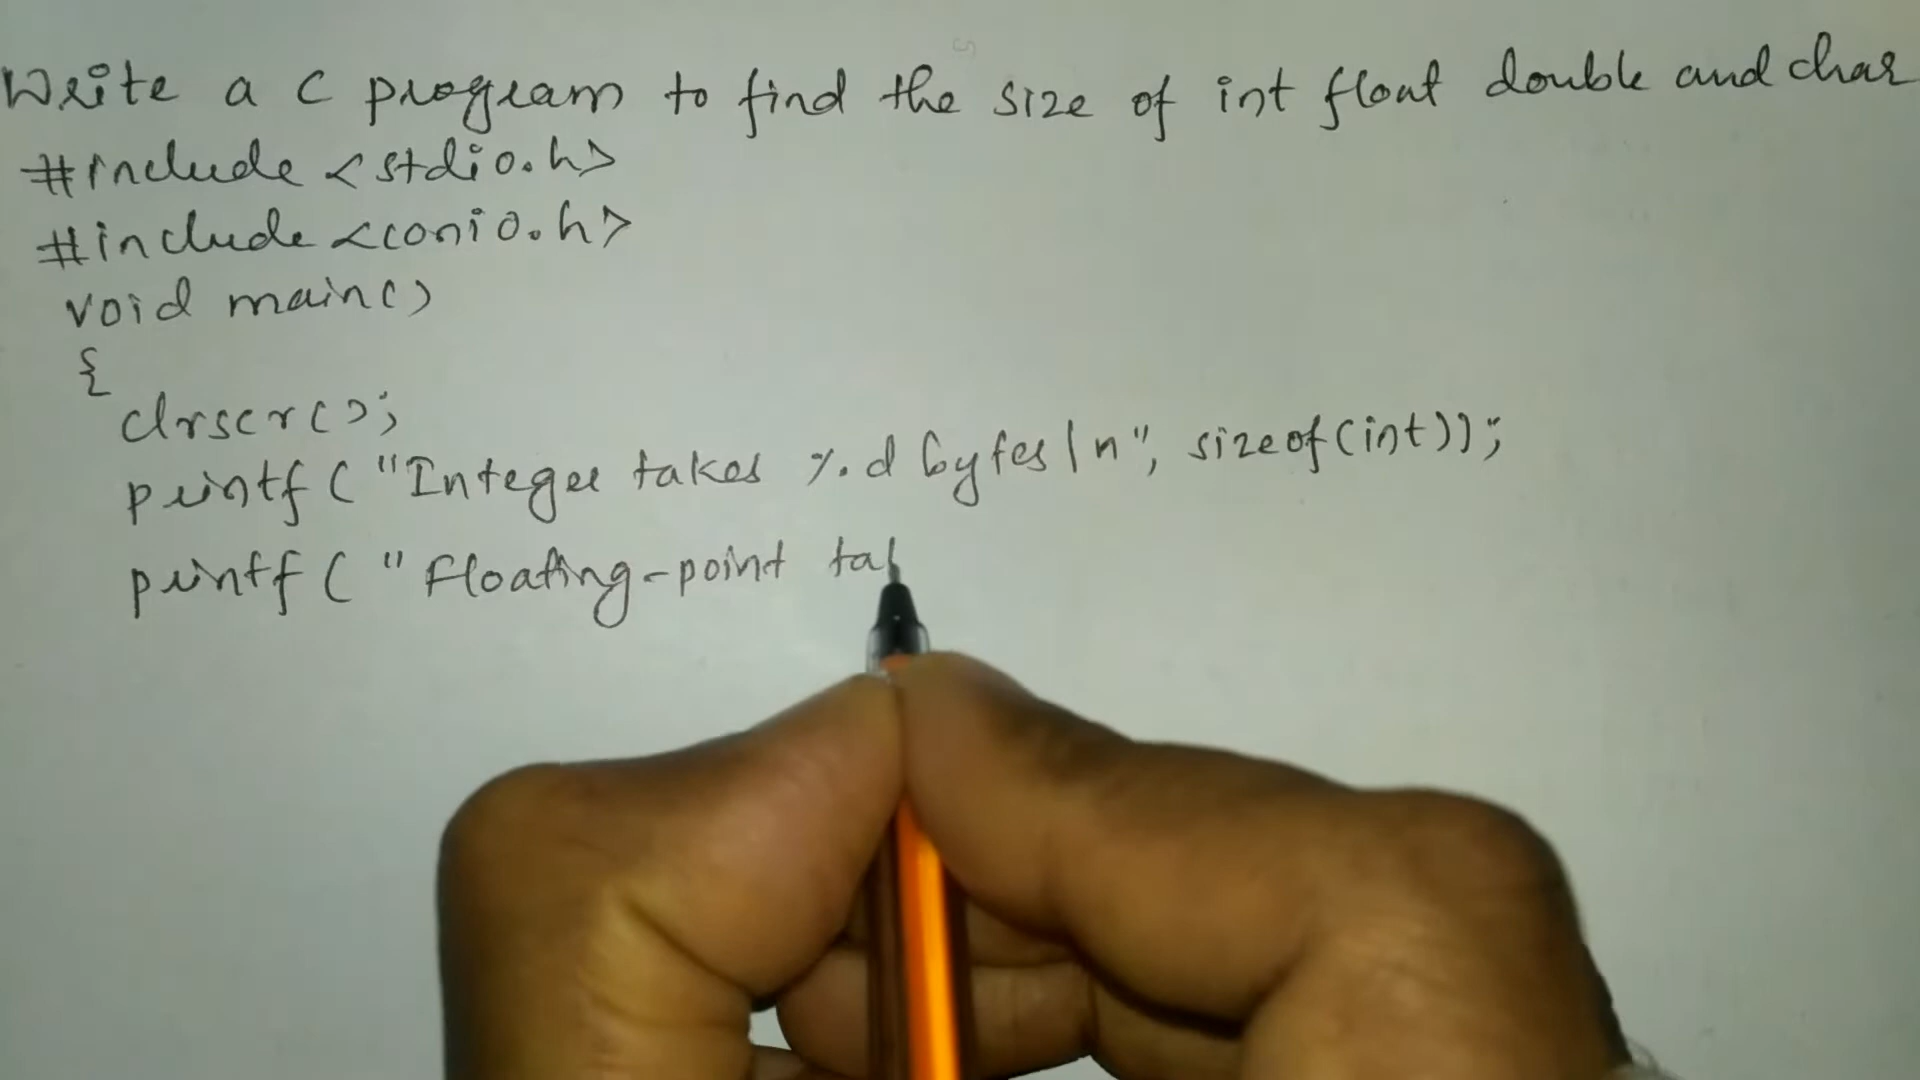 Write a C program to find the size of int float double and char
#include <stdio.h>
#include <conio.h>
void main()
{
clrscr();
printf ("Integer takes %d bytes\n", sizeof(int));
printf ("Floating-point tak